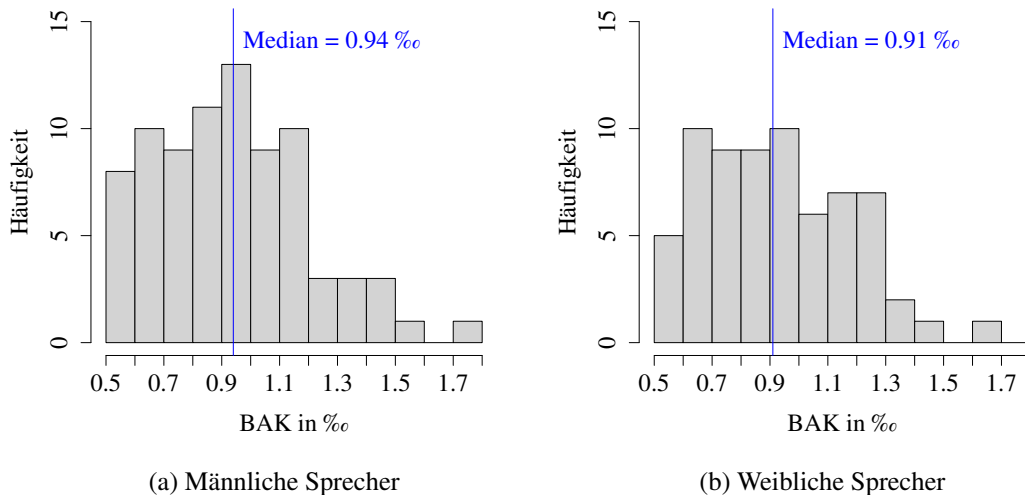 15
10
5
0
Häufigkeit
Median = 0.94 ‰
0.5 0.7 0.9 1.1 1.3 1.5 1.7
BAK in ‰
(a) Männliche Sprecher
15
10
5
0
Häufigkeit
Median = 0.91 ‰
0.5 0.7 0.9 1.1 1.3 1.5 1.7
BAK in ‰
(b) Weibliche Sprecher